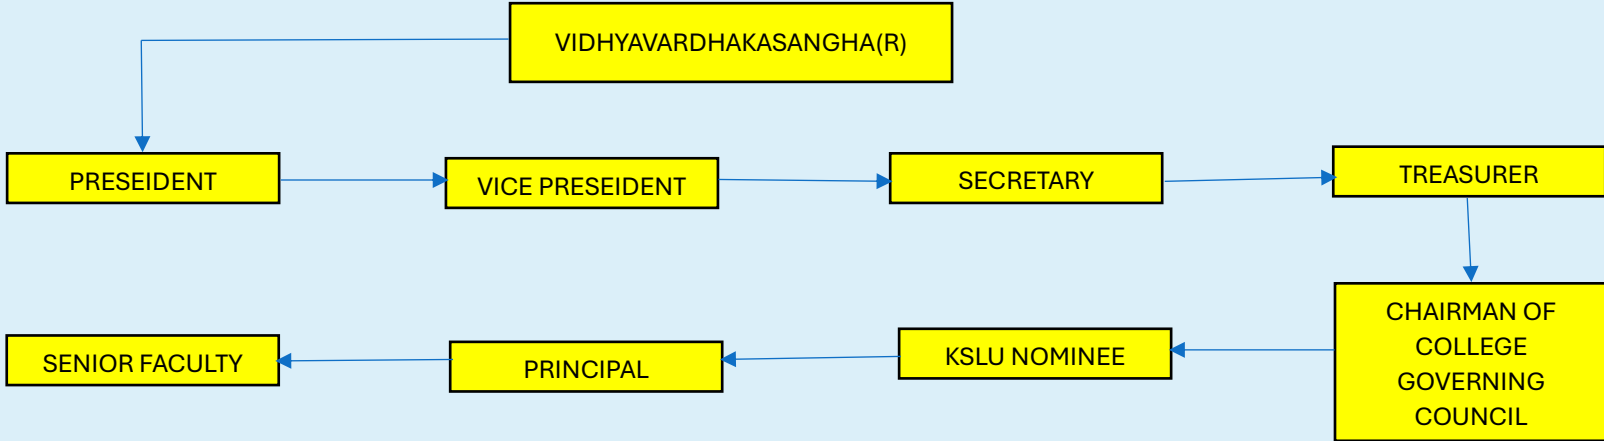 VIDHYAVARDHAKASANGHA(R)
PRESEIDENT
VICE PRESEIDENT
SECRETARY
TREASURER
CHAIRMAN OF
COLLEGE
GOVERNING
COUNCIL
KSLU NOMINEE
PRINCIPAL
SENIOR FACULTY